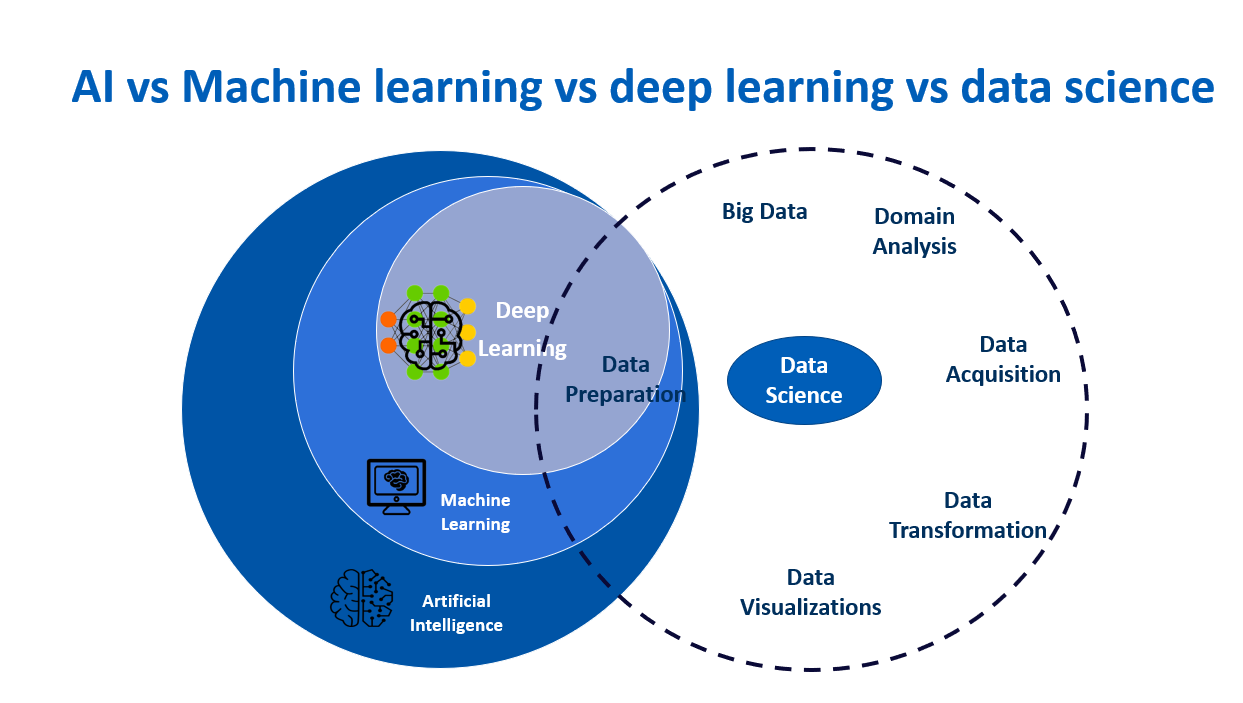 AI vs Machine learning vs deep learning vs data science
Big Data
Domain
Analysis
Deep
Learning
Data
Preparation
Data
Science
Data
Acquisition
Machine
Learning
Data
Transformation
Artificial
Intelligence
Data
Visualizations